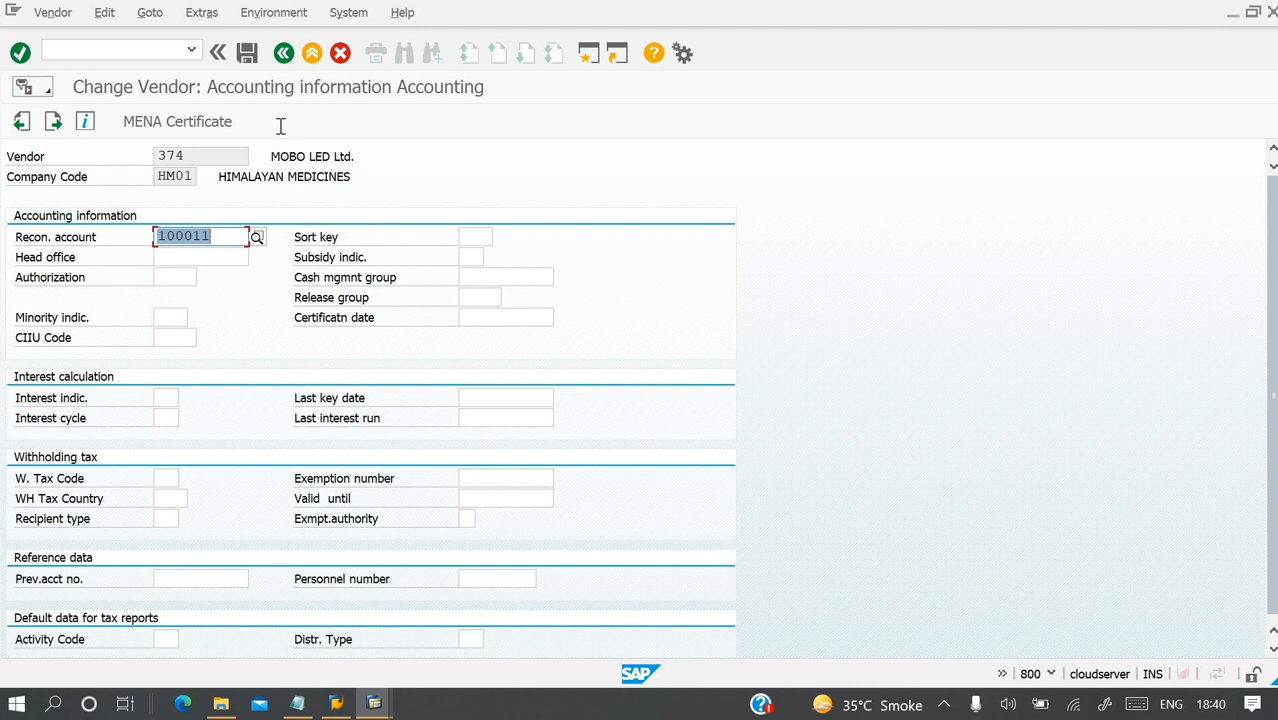 Vendor Edit Goto Extras Environment System Help
Change Vendor: Accounting information Accounting
MENA Certificate
Vendor 374 MOBO LED Ltd.
Company Code HM01 HIMALAYAN MEDICINES
Accounting information
Recon. account 100011 Sort key
Head office Subsidy indic.
Authorization Cash mgmnt group
Release group
Minority indic. Certificatn date
CIIU Code
Interest calculation
Interest indic. Last key date
Interest cycle Last interest run
Withholding tax
W. Tax Code Exemption number
WH Tax Country Valid until
Recipient type Exmpt.authority
Reference data
Prev.acct no. Personnel number
Default data for tax reports
Activity Code Distr. Type
SAP 800 cloudserver INS
35°C Smoke ENG 18:40